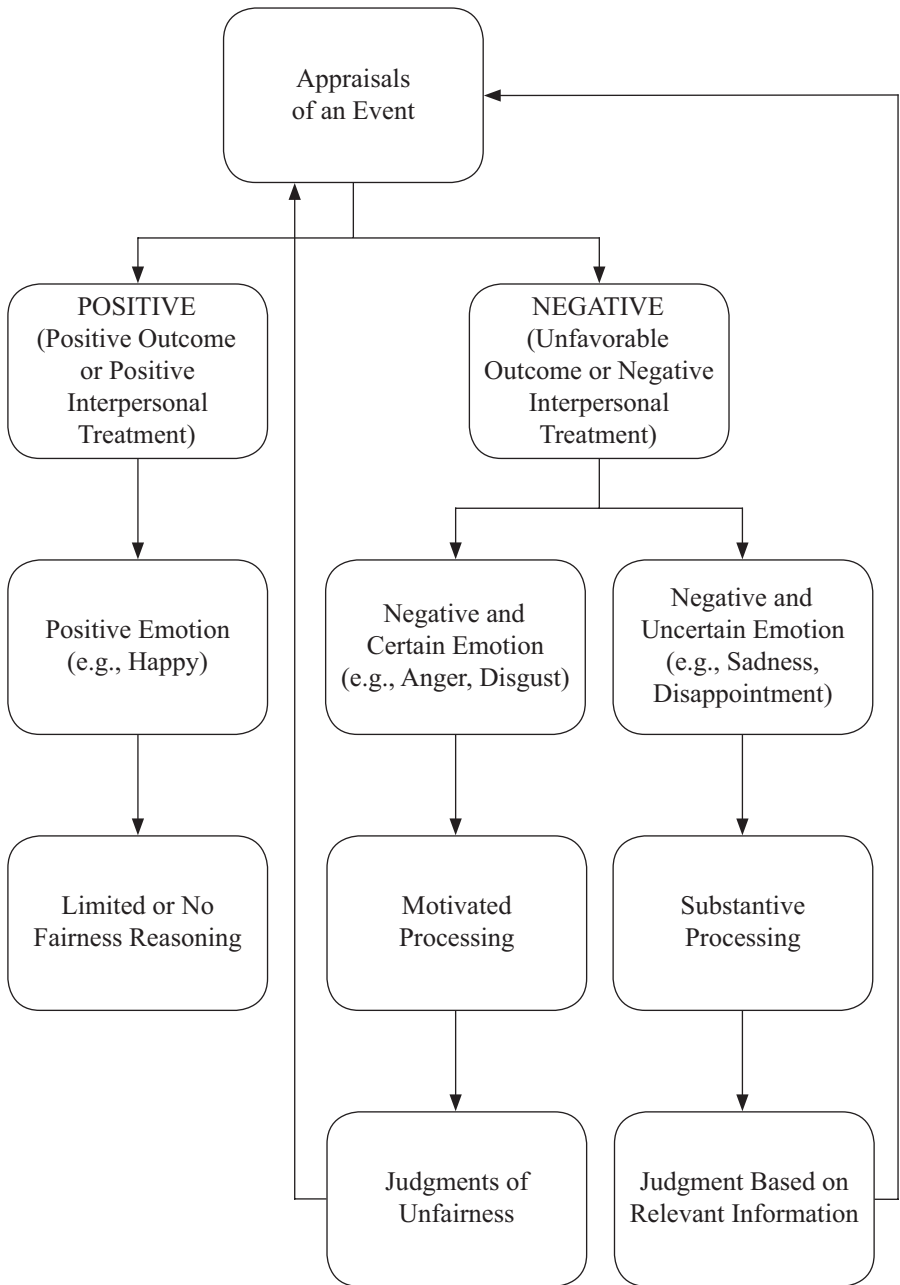 Appraisals
of an Event
POSITIVE
(Positive Outcome
or Positive
Interpersonal
Treatment)
NEGATIVE
(Unfavorable
Outcome or Negative
Interpersonal
Treatment)
Positive Emotion
(e.g., Happy)
Negative and
Certain Emotion
(e.g., Anger, Disgust)
Negative and
Uncertain Emotion
(e.g., Sadness,
Disappointment)
Limited or No
Fairness Reasoning
Motivated
Processing
Substantive
Processing
Judgments of
Unfairness
Judgment Based on
Relevant Information